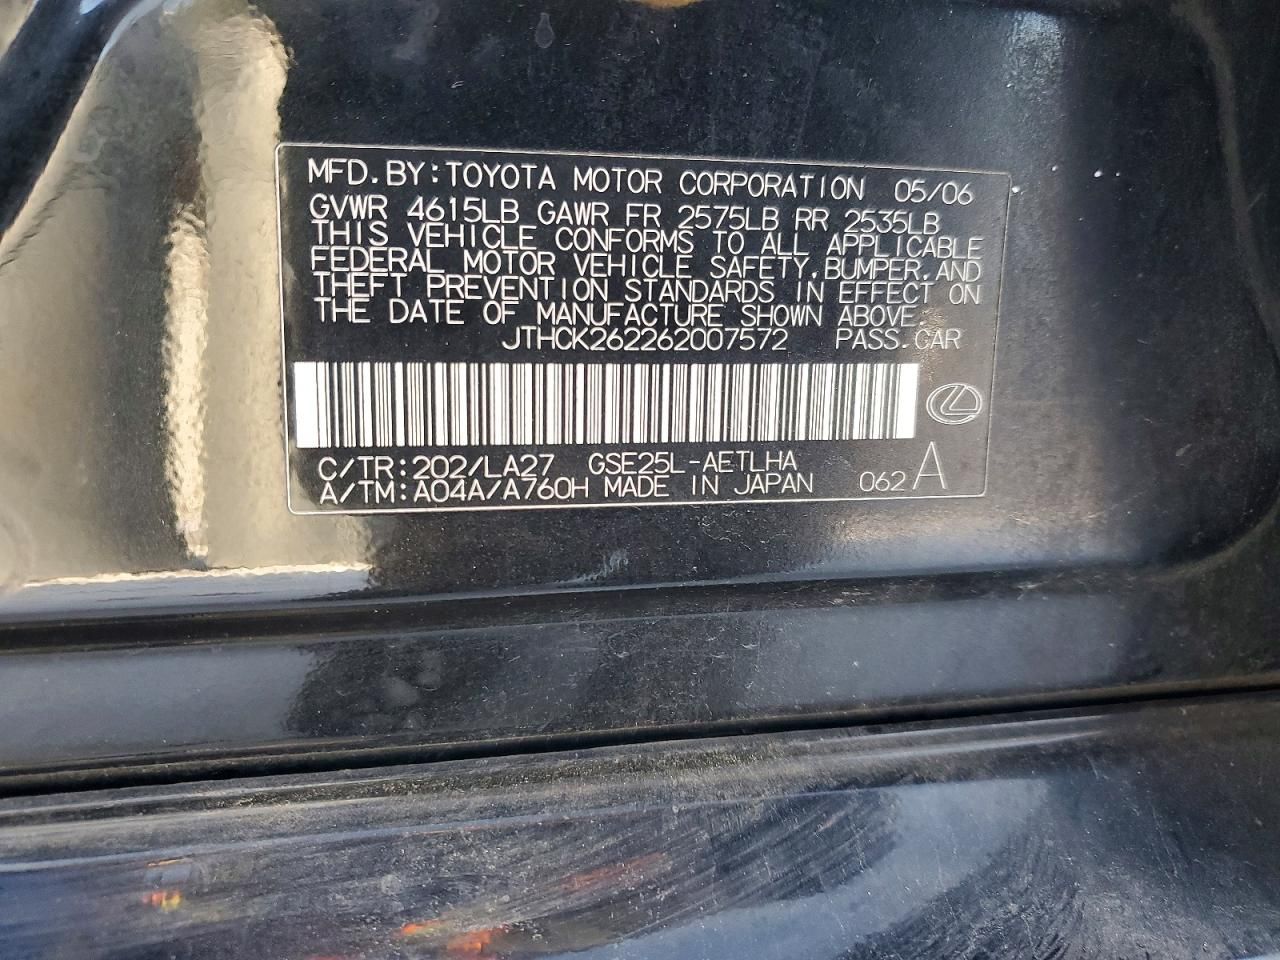 MFD.BY:TOYOTA MOTOR CORPORATION 05/06
GVWR 4615LB GAWR FR 2575LB RR 2535LB
THIS VEHICLE CONFORMS TO ALL APPLICABLE
FEDERAL MOTOR VEHICLE SAFETY,BUMPER,AND
THEFT PREVENTION STANDARDS IN EFFECT ON
THE DATE OF MANUFACTURE SHOWN ABOVE.
JTHCK262262007572 PASS.CAR
C/TR:202/LA27 GSE25L-AETLHA
A/TM:A04A/A760H MADE IN JAPAN 062 A